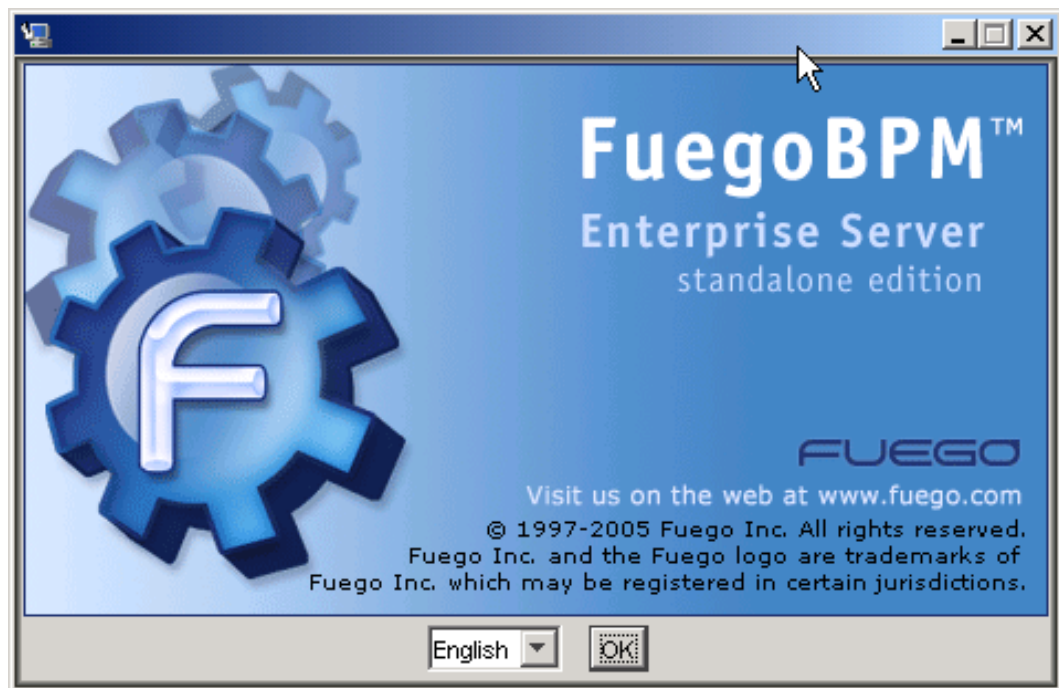 FuegoBPM™
Enterprise Server
standalone edition
F
FUEGO
Visit us on the web at www.fuego.com
© 1997-2005 Fuego Inc. All rights reserved.
Fuego Inc. and the Fuego logo are trademarks of
Fuego Inc. which may be registered in certain jurisdictions.
English OK